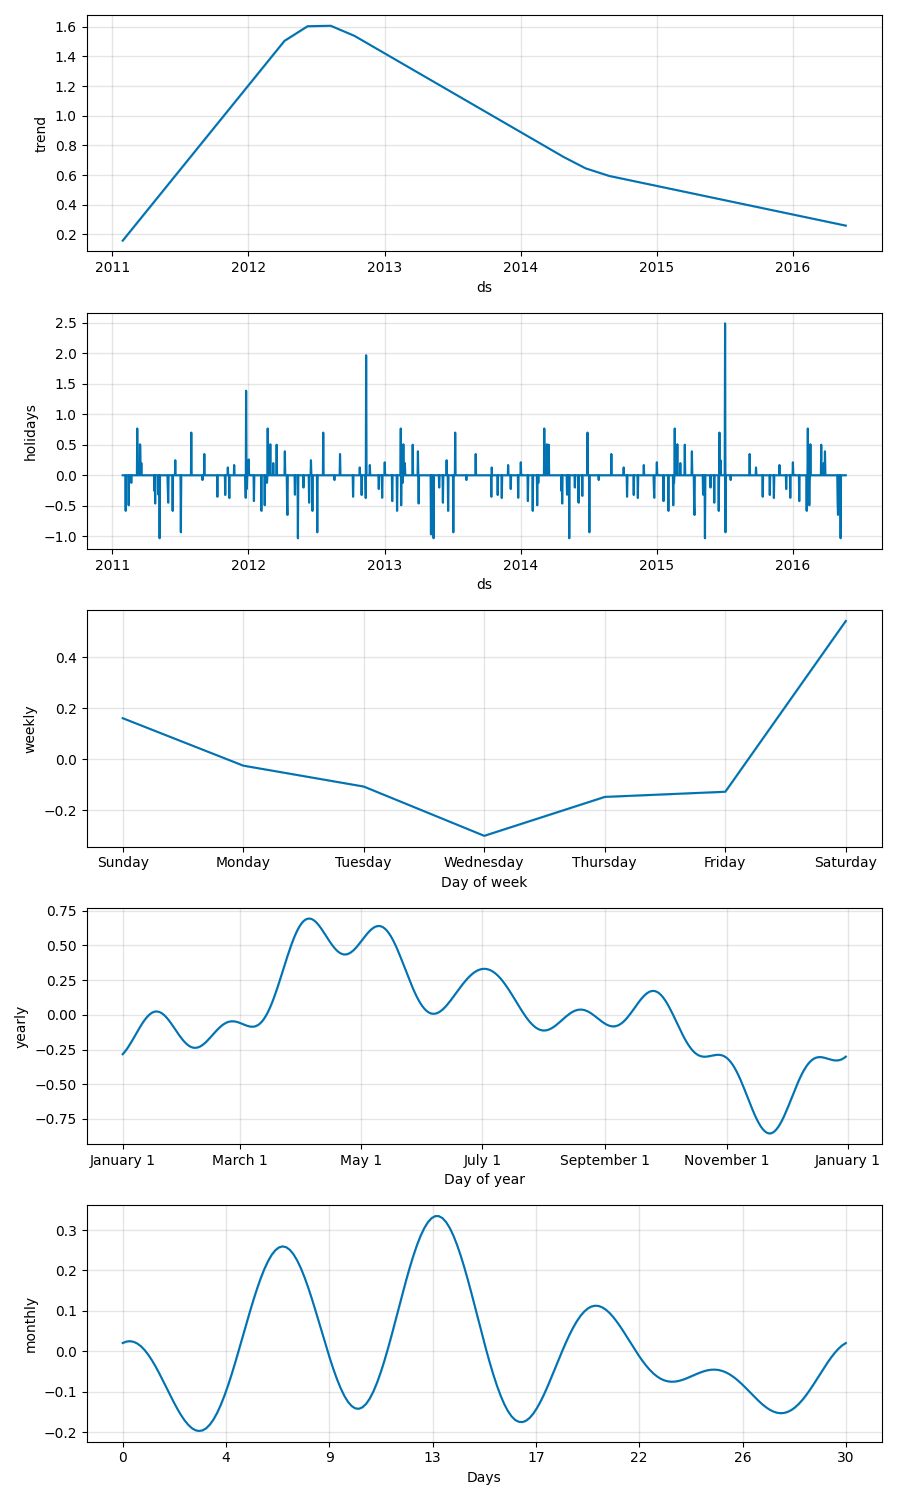 1.6
1.4
1.2
1.0
0.8
0.6
0.4
0.2
trend
2011 2012 2013 2014 2015 2016
ds
2.5
2.0
1.5
1.0
0.5
0.0
−0.5
−1.0
holidays
2011 2012 2013 2014 2015 2016
ds
0.4
0.2
0.0
−0.2
weekly
Sunday Monday Tuesday Wednesday Thursday Friday Saturday
Day of week
0.75
0.50
0.25
0.00
−0.25
−0.50
−0.75
yearly
January 1 March 1 May 1 July 1 September 1 November 1 January 1
Day of year
0.3
0.2
0.1
0.0
−0.1
−0.2
monthly
0 4 9 13 17 22 26 30
Days